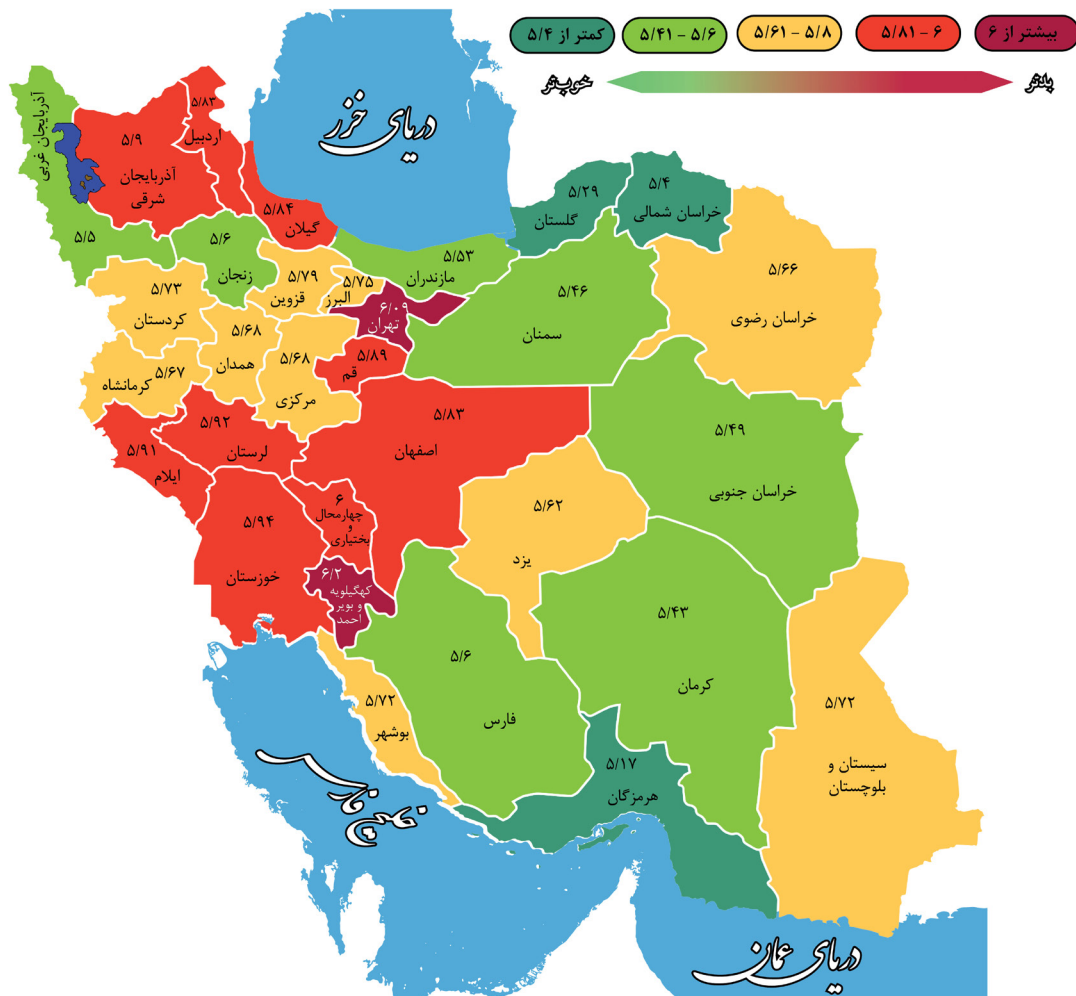 بیشتر از ۶
۵/۸۱ - ۶
۵/۶۱ - ۵/۸
۵/۴۱ - ۵/۶
کمتر از ۵/۴
بدتر
خوب‌تر
دریای خزر
آذربایجان غربی
۵/۵
۵/۹
آذربایجان
شرقی
۵/۸۳
اردبیل
۵/۸۴
گیلان
۵/۶
زنجان
۵/۷۹
قزوین
۵/۷۵
البرز
۶/۰۹
تهران
۵/۵۳
مازندران
۵/۲۹
گلستان
۵/۴
خراسان شمالی
۵/۶۶
خراسان رضوی
۵/۴۶
سمنان
۵/۷۳
کردستان
۵/۶۸
همدان
۵/۶۸
مرکزی
۵/۸۹
قم
۵/۶۷
کرمانشاه
۵/۹۲
لرستان
۵/۹۱
ایلام
۵/۸۳
اصفهان
۵/۴۹
خراسان جنوبی
۵/۹۴
خوزستان
۶
چهارمحال
و
بختیاری
۶/۲
کهگیلویه
و بویر
احمد
۵/۶۲
یزد
۵/۶
فارس
۵/۴۳
کرمان
۵/۷۲
بوشهر
۵/۱۷
هرمزگان
۵/۷۲
سیستان و
بلوچستان
خلیج فارس
دریای عمان